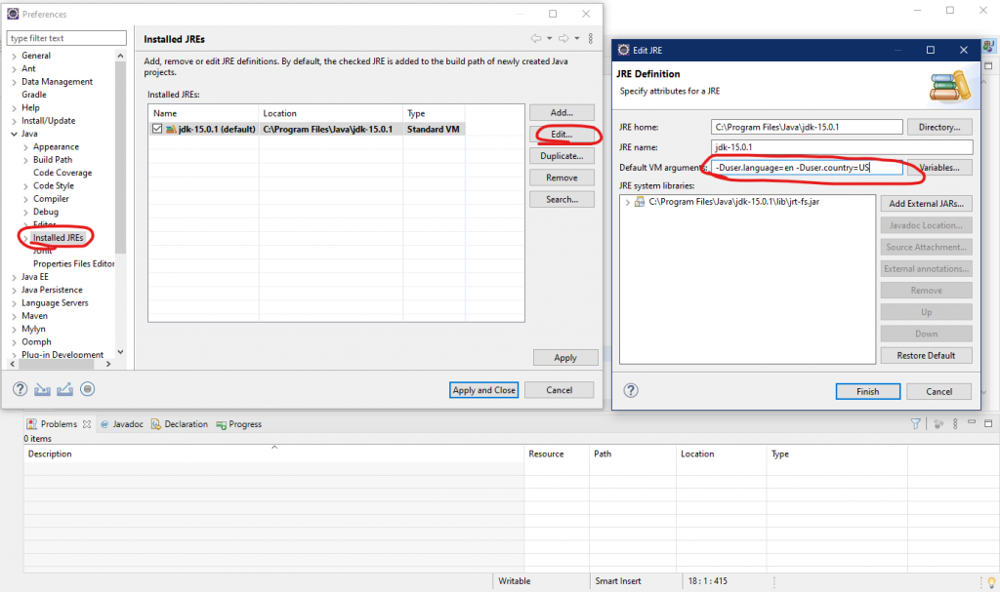 Preferences
type filter text
General
Ant
Data Management
Gradle
Help
Install/Update
Java
Appearance
Build Path
Code Coverage
Code Style
Compiler
Debug
Editor
Installed JREs
JUnit
Properties Files Editor
Java EE
Java Persistence
Language Servers
Maven
Mylyn
Oomph
Plug-in Development
Installed JREs
Add, remove or edit JRE definitions. By default, the checked JRE is added to the build path of newly created Java
projects.
Installed JREs:
Name Location Type
jdk-15.0.1 (default) C:\Program Files\Java\jdk-15.0.1 Standard VM
Add...
Edit...
Duplicate...
Remove
Search...
Apply
Apply and Close Cancel
Edit JRE
JRE Definition
Specify attributes for a JRE
JRE home: C:\Program Files\Java\jdk-15.0.1 Directory...
JRE name: jdk-15.0.1
Default VM arguments: -Duser.language=en -Duser.country=US Variables...
JRE system libraries:
C:\Program Files\Java\jdk-15.0.1\lib\jrt-fs.jar
Add External JARs...
Javadoc Location...
Source Attachment...
External annotations...
Remove
Up
Down
Restore Default
Finish Cancel
Problems Javadoc Declaration Progress
0 items
Description Resource Path Location Type
Writable Smart Insert 18 : 1 : 415